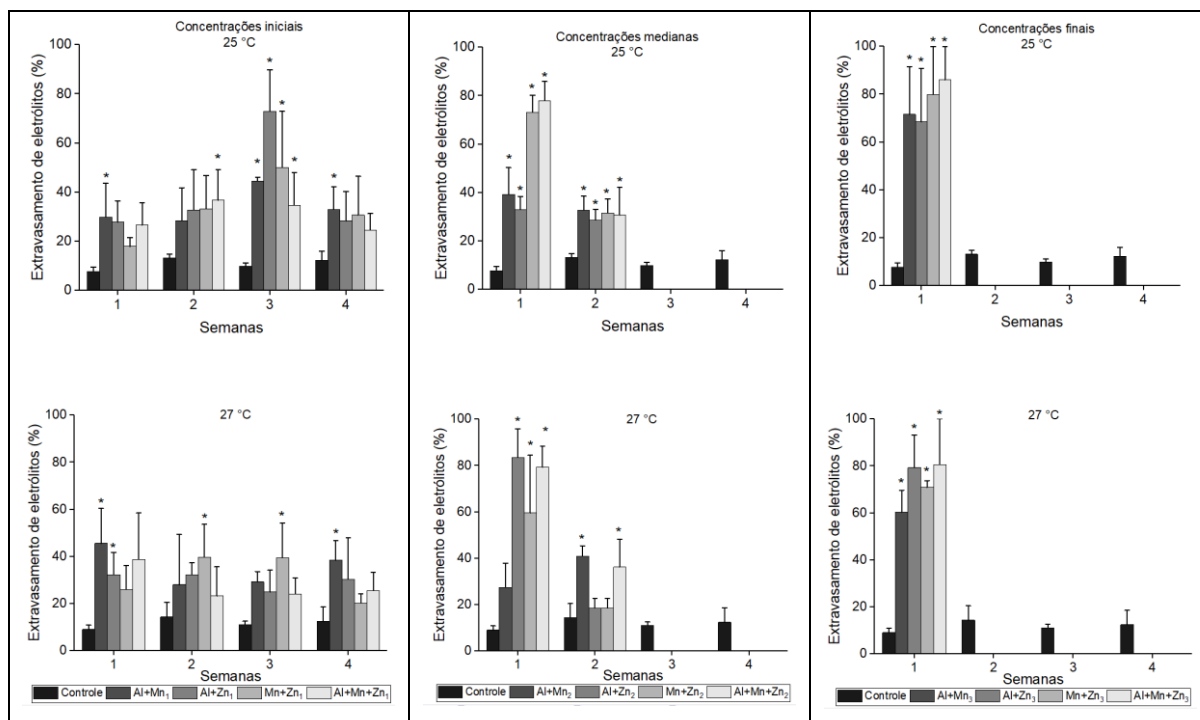 Concentrações iniciais
25 °C
100
80
60
40
20
0
Extravasamento de eletrólitos (%)
* * * * * * *
1 2 3 4
Semanas
27 °C
100
80
60
40
20
0
Extravasamento de eletrólitos (%)
* * * * *
1 2 3 4
Semanas
Controle Al+Mn1 Al+Zn1 Mn+Zn1 Al+Mn+Zn1
Concentrações medianas
25 °C
100
80
60
40
20
0
Extravasamento de eletrólitos (%)
* * * * * * * *
1 2 3 4
Semanas
27 °C
100
80
60
40
20
0
Extravasamento de eletrólitos (%)
* * * * *
1 2 3 4
Semanas
Controle Al+Mn2 Al+Zn2 Mn+Zn2 Al+Mn+Zn2
Concentrações finais
25 °C
100
80
60
40
20
0
Extravasamento de eletrólitos (%)
* * * *
1 2 3 4
Semanas
27 °C
100
80
60
40
20
0
Extravasamento de eletrólitos (%)
* * * *
1 2 3 4
Semanas
Controle Al+Mn3 Al+Zn3 Mn+Zn3 Al+Mn+Zn3